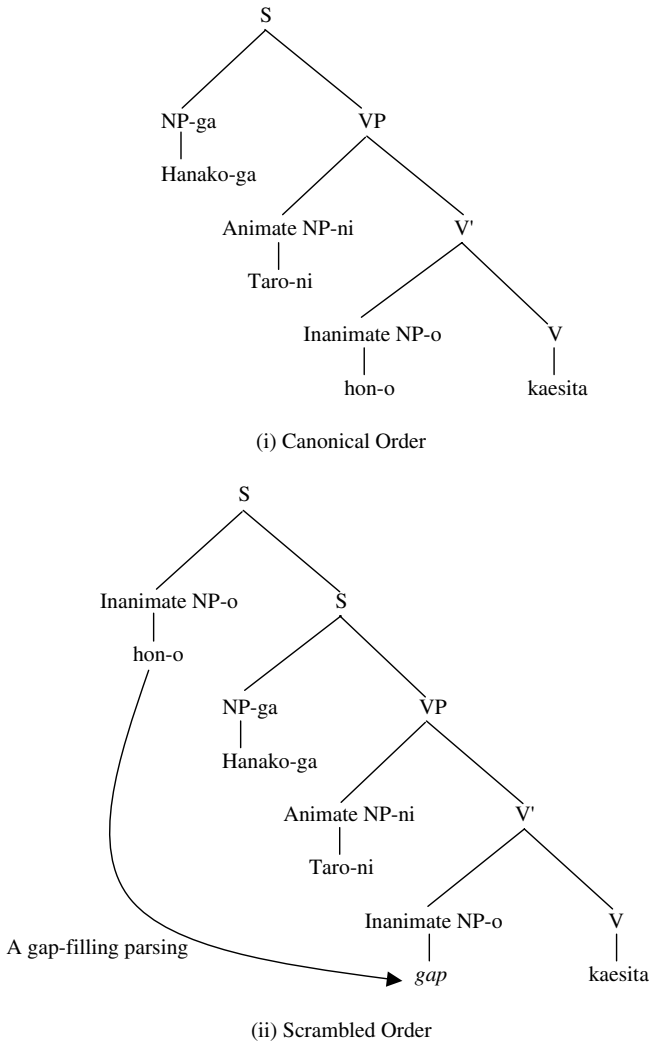 S
NP-ga VP
Hanako-ga
Animate NP-ni V'
Taro-ni
Inanimate NP-o V
hon-o kaesita
(i) Canonical Order
S
Inanimate NP-o S
hon-o
NP-ga VP
Hanako-ga
Animate NP-ni V'
Taro-ni
Inanimate NP-o V
A gap-filling parsing
gap kaesita
(ii) Scrambled Order